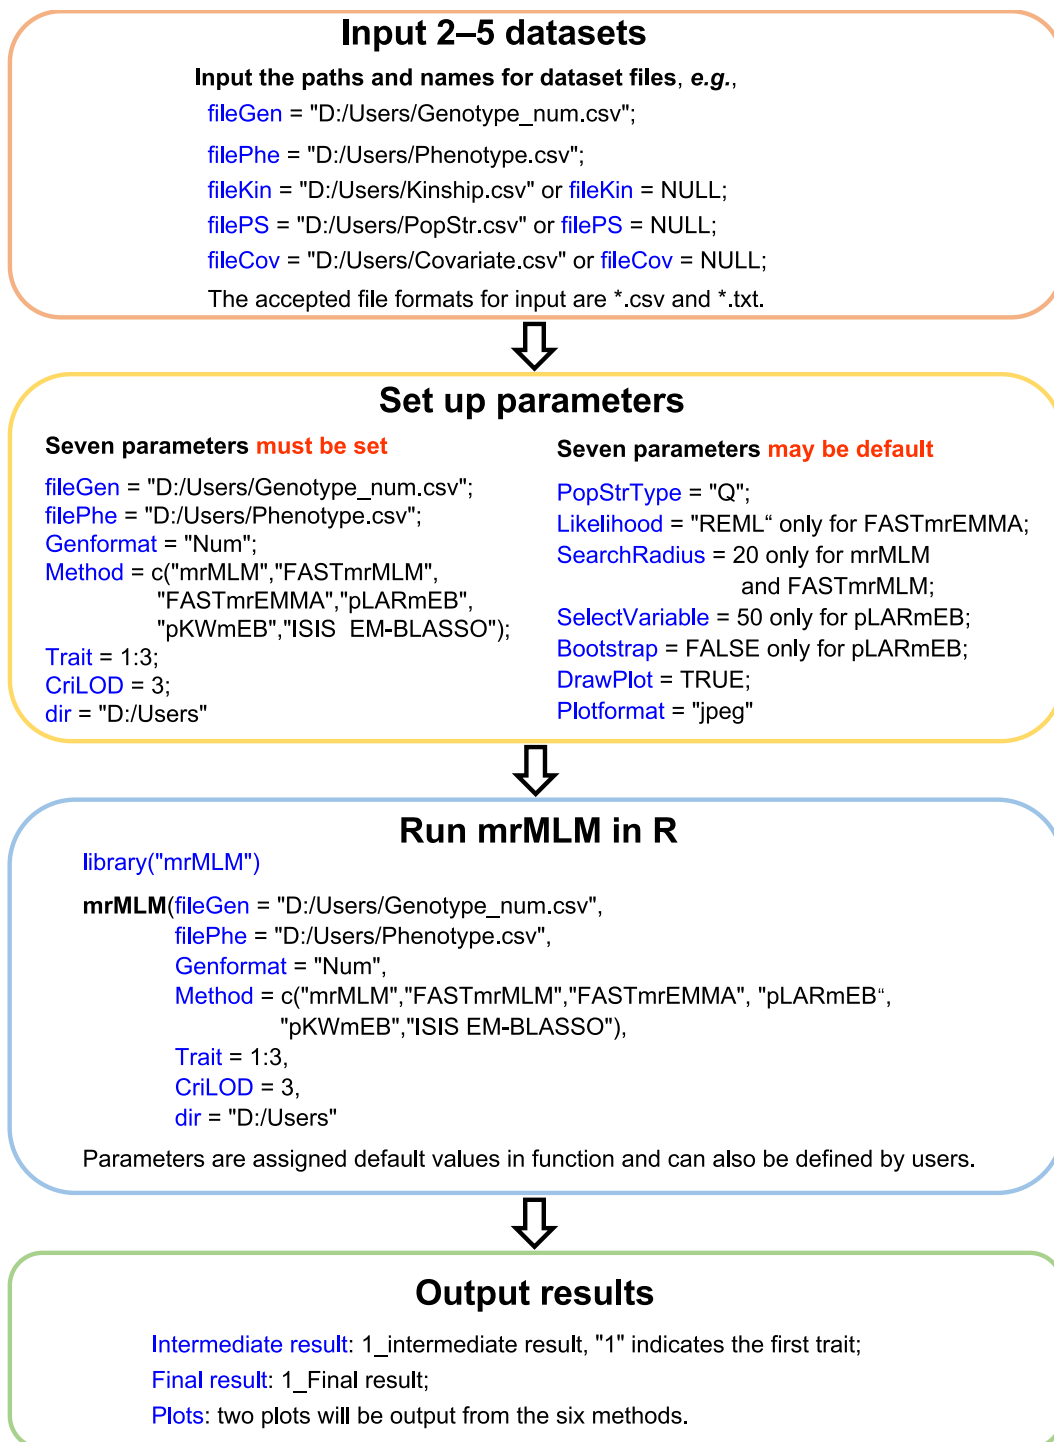 Input 2–5 datasets
Input the paths and names for dataset files, e.g.,
fileGen = "D:/Users/Genotype_num.csv";
filePhe = "D:/Users/Phenotype.csv";
fileKin = "D:/Users/Kinship.csv" or fileKin = NULL;
filePS = "D:/Users/PopStr.csv" or filePS = NULL;
fileCov = "D:/Users/Covariate.csv" or fileCov = NULL;
The accepted file formats for input are *.csv and *.txt.
Set up parameters
Seven parameters must be set
fileGen = "D:/Users/Genotype_num.csv";
filePhe = "D:/Users/Phenotype.csv";
Genformat = "Num";
Method = c("mrMLM","FASTmrMLM",
"FASTmrEMMA","pLARmEB",
"pKWmEB","ISIS EM-BLASSO");
Trait = 1:3;
CriLOD = 3;
dir = "D:/Users"
Seven parameters may be default
PopStrType = "Q";
Likelihood = "REML“ only for FASTmrEMMA;
SearchRadius = 20 only for mrMLM
and FASTmrMLM;
SelectVariable = 50 only for pLARmEB;
Bootstrap = FALSE only for pLARmEB;
DrawPlot = TRUE;
Plotformat = "jpeg"
Run mrMLM in R
library("mrMLM")
mrMLM(fileGen = "D:/Users/Genotype_num.csv",
filePhe = "D:/Users/Phenotype.csv",
Genformat = "Num",
Method = c("mrMLM","FASTmrMLM","FASTmrEMMA", "pLARmEB“,
"pKWmEB","ISIS EM-BLASSO"),
Trait = 1:3,
CriLOD = 3,
dir = "D:/Users"
Parameters are assigned default values in function and can also be defined by users.
Output results
Intermediate result: 1_intermediate result, "1" indicates the first trait;
Final result: 1_Final result;
Plots: two plots will be output from the six methods.